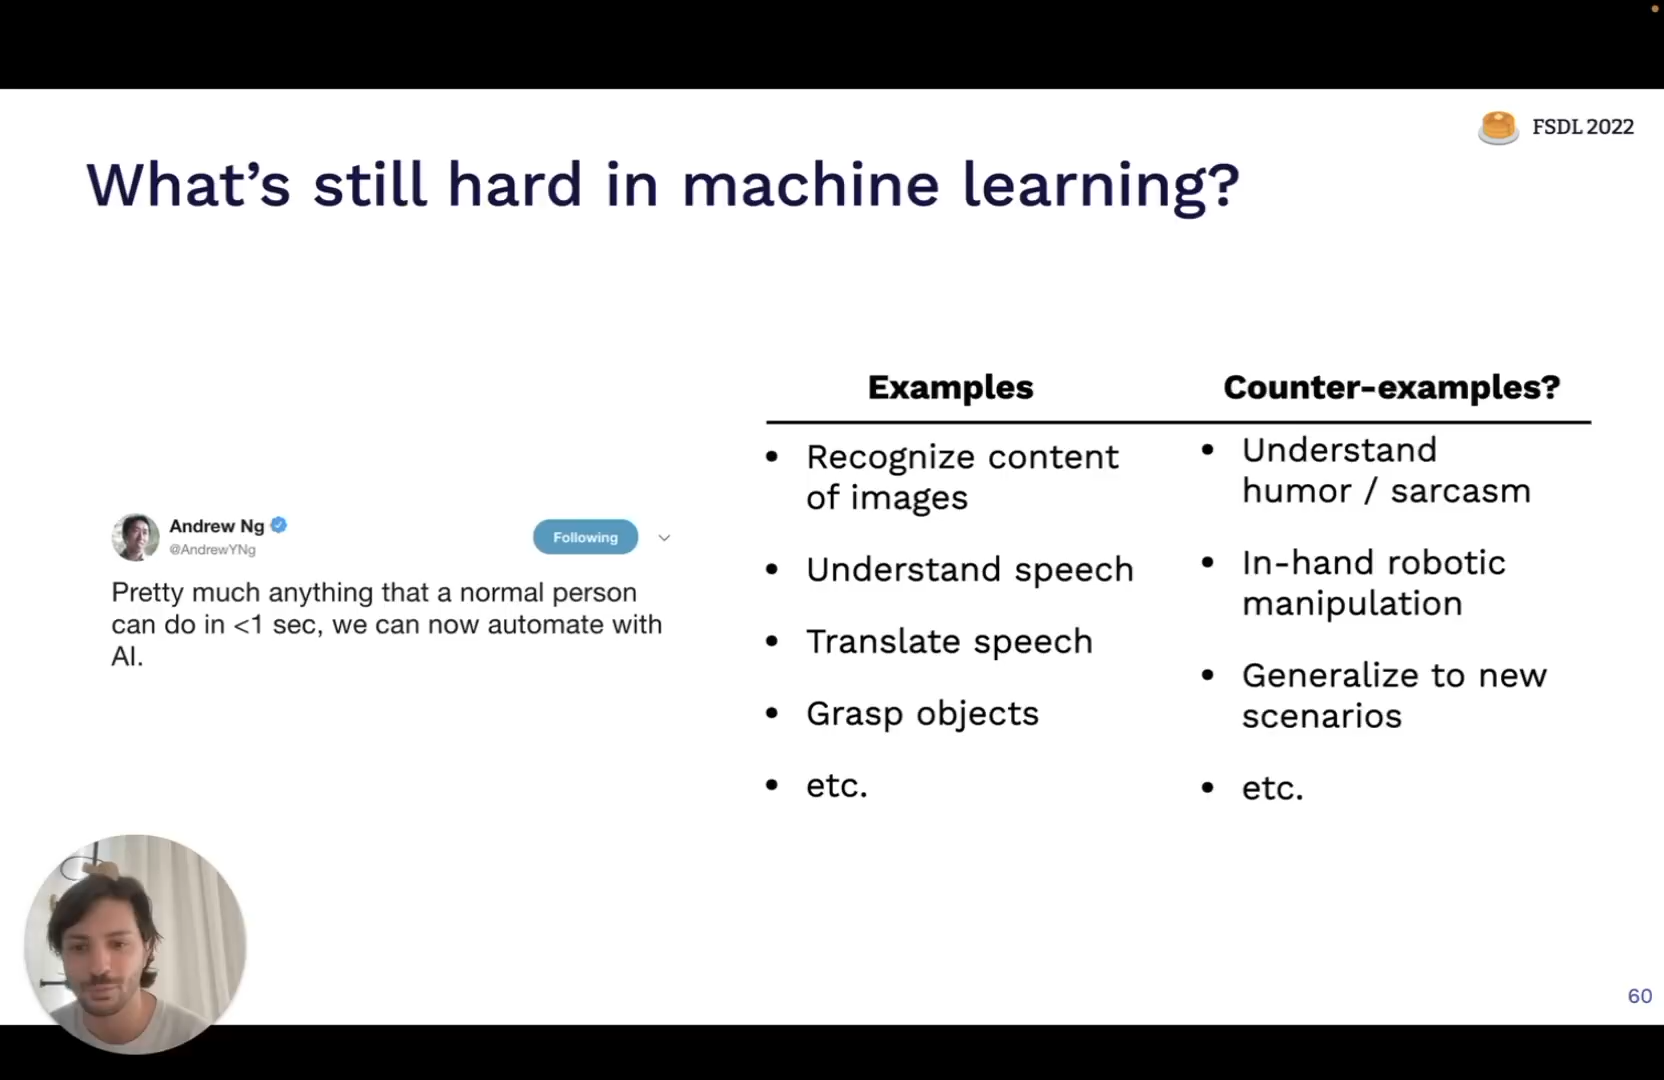 FSDL 2022
What's still hard in machine learning?
Andrew Ng
@AndrewYNg
Following
Pretty much anything that a normal person
can do in <1 sec, we can now automate with
AI.
Examples
• Recognize content
of images
• Understand speech
• Translate speech
• Grasp objects
• etc.
Counter-examples?
• Understand
humor / sarcasm
• In-hand robotic
manipulation
• Generalize to new
scenarios
• etc.
60